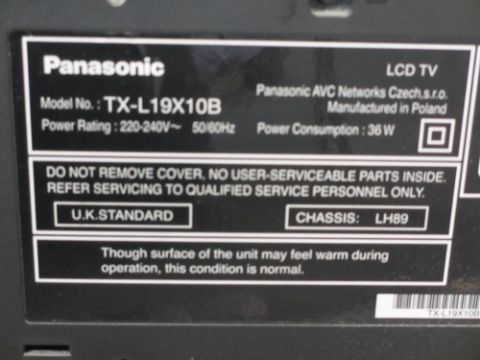 Panasonic
LCD TV
Model No. : TX-L19X10B
Panasonic AVC Networks Czech,s.r.o.
Manufactured in Poland
Power Rating : 220-240V~ 50/60Hz
Power Consumption : 36 W
DO NOT REMOVE COVER. NO USER-SERVICEABLE PARTS INSIDE.
REFER SERVICING TO QUALIFIED SERVICE PERSONNEL ONLY.
U.K.STANDARD
CHASSIS: LH89
Though surface of the unit may feel warm during
operation, this condition is normal.
TX-L19X10B